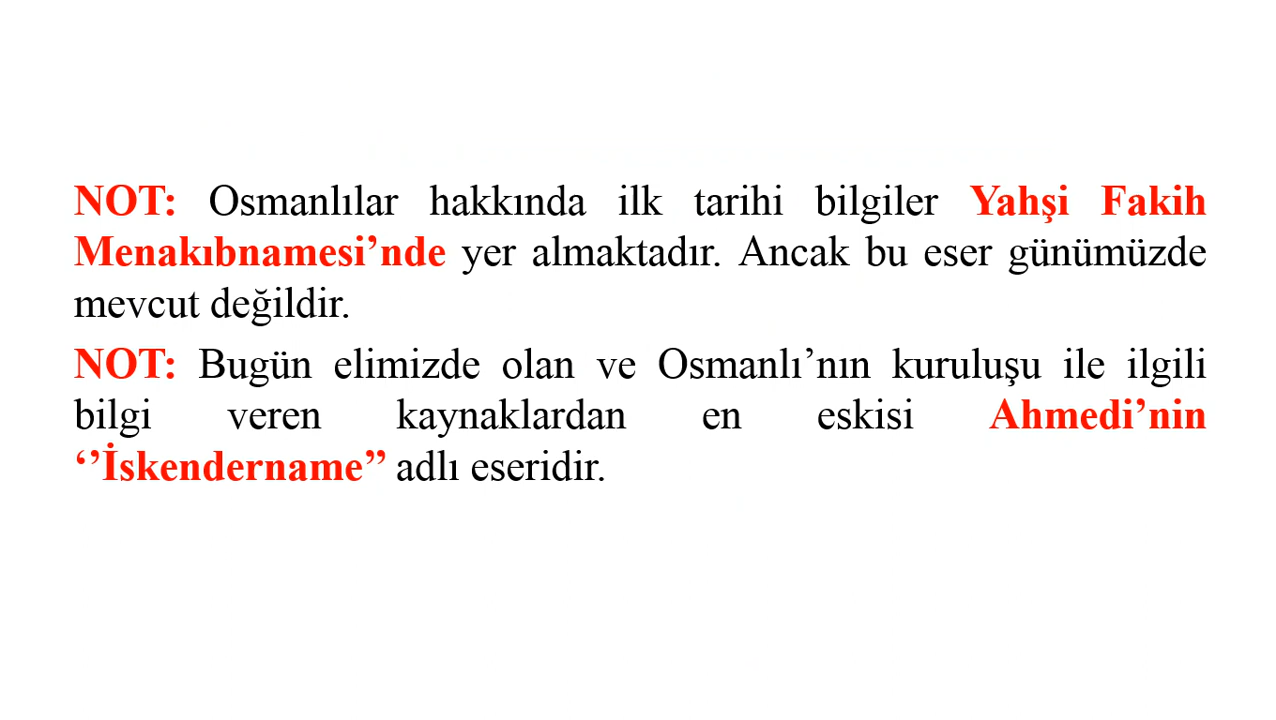 NOT: Osmanlılar hakkında ilk tarihi bilgiler Yahşi Fakih
Menakıbnamesi’nde yer almaktadır. Ancak bu eser günümüzde
mevcut değildir.
NOT: Bugün elimizde olan ve Osmanlı’nın kuruluşu ile ilgili
bilgi veren kaynaklardan en eskisi Ahmedi’nin
‘’İskendername’’ adlı eseridir.